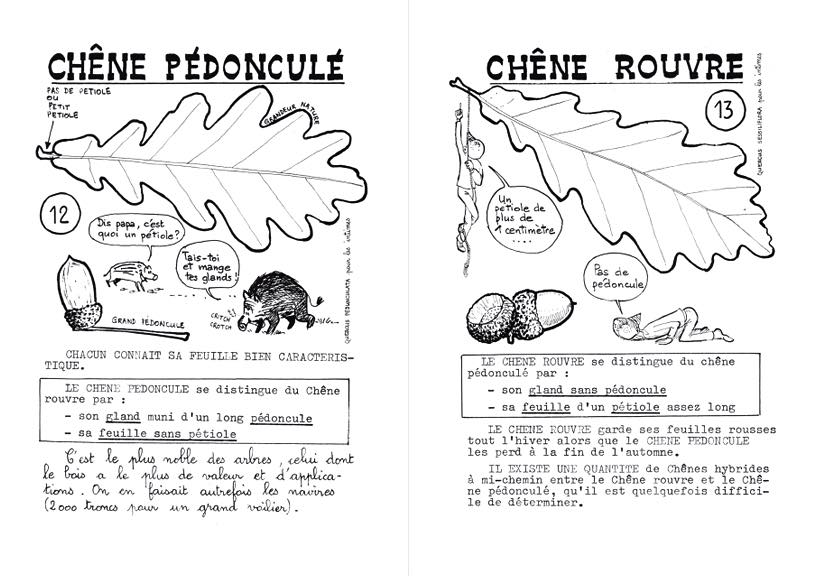 CHÊNE PÉDONCULÉ
PAS DE PETIOLE
OU
PETIT
PETIOLE
GRANDEUR NATURE
12
Dis papa, c'est
quoi un pétiole?
Tais-toi
et mange
tes glands!
CRITCH
CROTCH
GRAND PÉDONCULE
QUERCUS PEDUNCULATA pour les intimes
CHACUN CONNAIT SA FEUILLE BIEN CARACTERIS-
TIQUE.
LE CHENE PEDONCULE se distingue du Chêne
rouvre par :
- son gland muni d'un long pédoncule
- sa feuille sans pétiole
C'est le plus noble des arbres, celui dont
le bois a le plus de valeur et d'applica-
tions. On en faisait autrefois les navires
(2000 troncs pour un grand voilier).
CHÊNE ROUVRE
13
QUERCUS SESSILIFLORA pour les intimes
Un
pétiole de
plus de
1 centimètre
....
Pas de
pédoncule
LE CHENE ROUVRE se distingue du chêne
pédonculé par :
- son gland sans pédoncule
- sa feuille d'un pétiole assez long
LE CHENE ROUVRE garde ses feuilles rousses
tout l'hiver alors que le CHENE PEDONCULE
les perd à la fin de l'automne.
IL EXISTE UNE QUANTITE de Chênes hybrides
à mi-chemin entre le Chêne rouvre et le Chê-
ne pédonculé, qu'il est quelquefois diffici-
le de déterminer.